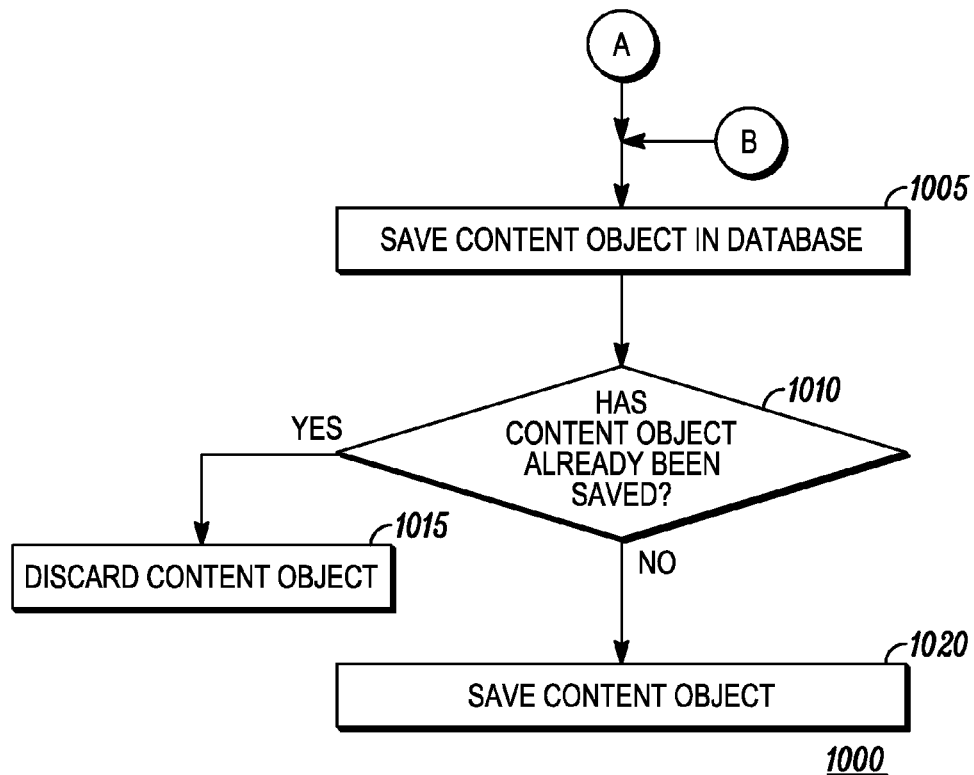 A
B
1005
SAVE CONTENT OBJECT IN DATABASE
1010
HAS
CONTENT OBJECT
ALREADY BEEN
SAVED?
YES
1015
DISCARD CONTENT OBJECT
NO
1020
SAVE CONTENT OBJECT
1000